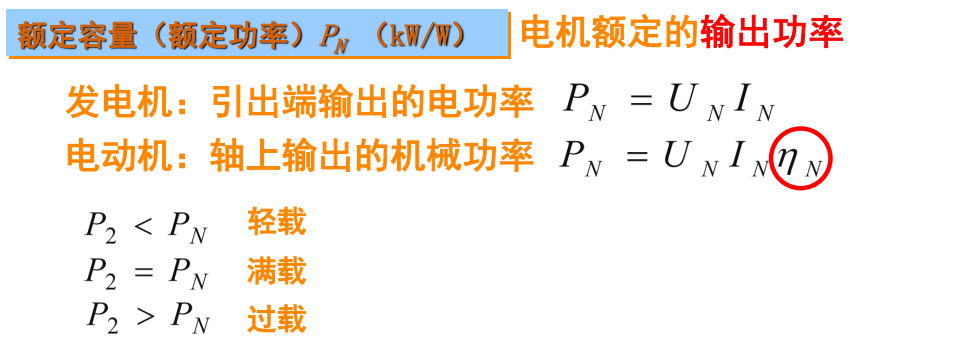 额定容量（额定功率）P_N （kW/W） 电机额定的输出功率
发电机：引出端输出的电功率 P_N = U_N I_N
电动机：轴上输出的机械功率 P_N = U_N I_N η_N
P_2 < P_N 轻载
P_2 = P_N 满载
P_2 > P_N 过载